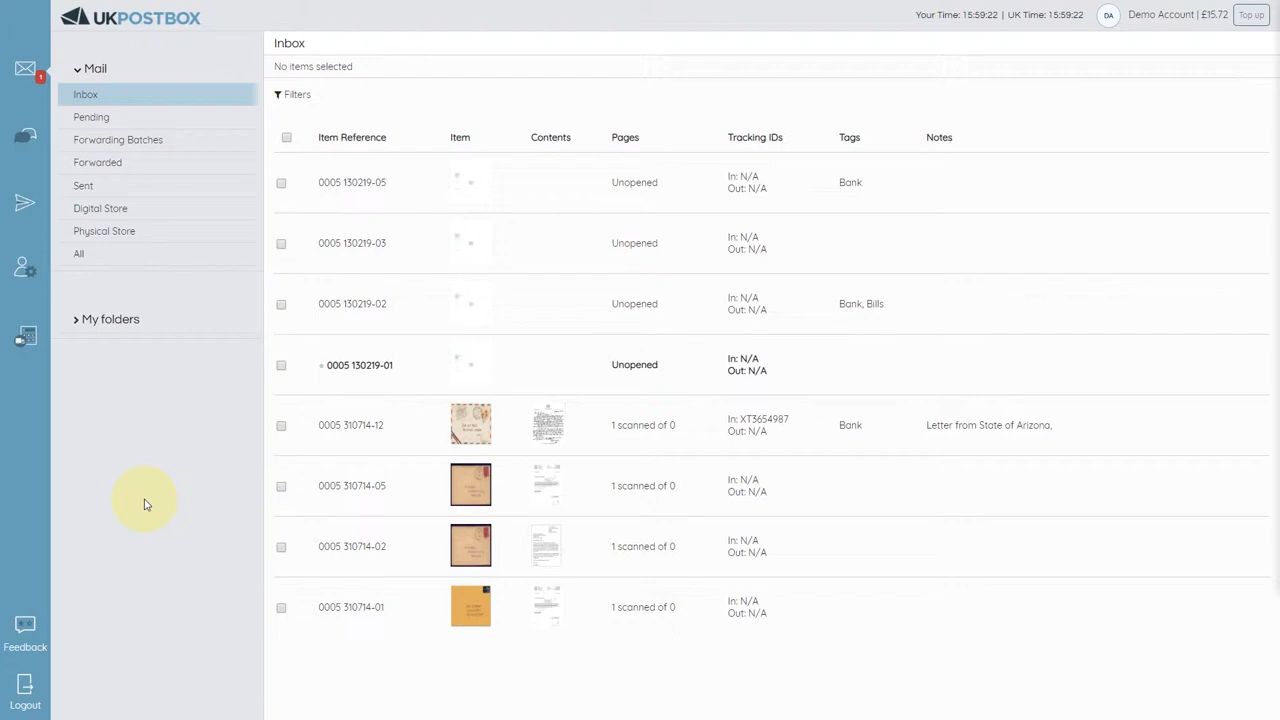 UKPOSTBOX
Your Time: 15:59:22 | UK Time: 15:59:22
DA
Demo Account | £15.72
Top up
1
Mail
Inbox
Pending
Forwarding Batches
Forwarded
Sent
Digital Store
Physical Store
All
My folders
Feedback
Logout
Inbox
No items selected
Filters
Item Reference Item Contents Pages Tracking IDs Tags Notes
0005 130219-05 Unopened In: N/A Bank
Out: N/A
0005 130219-03 Unopened In: N/A
Out: N/A
0005 130219-02 Unopened In: N/A Bank, Bills
Out: N/A
0005 130219-01 Unopened In: N/A
Out: N/A
0005 310714-12 1 scanned of 0 In: XT3654987 Bank Letter from State of Arizona,
Out: N/A
0005 310714-05 1 scanned of 0 In: N/A
Out: N/A
0005 310714-02 1 scanned of 0 In: N/A
Out: N/A
0005 310714-01 1 scanned of 0 In: N/A
Out: N/A